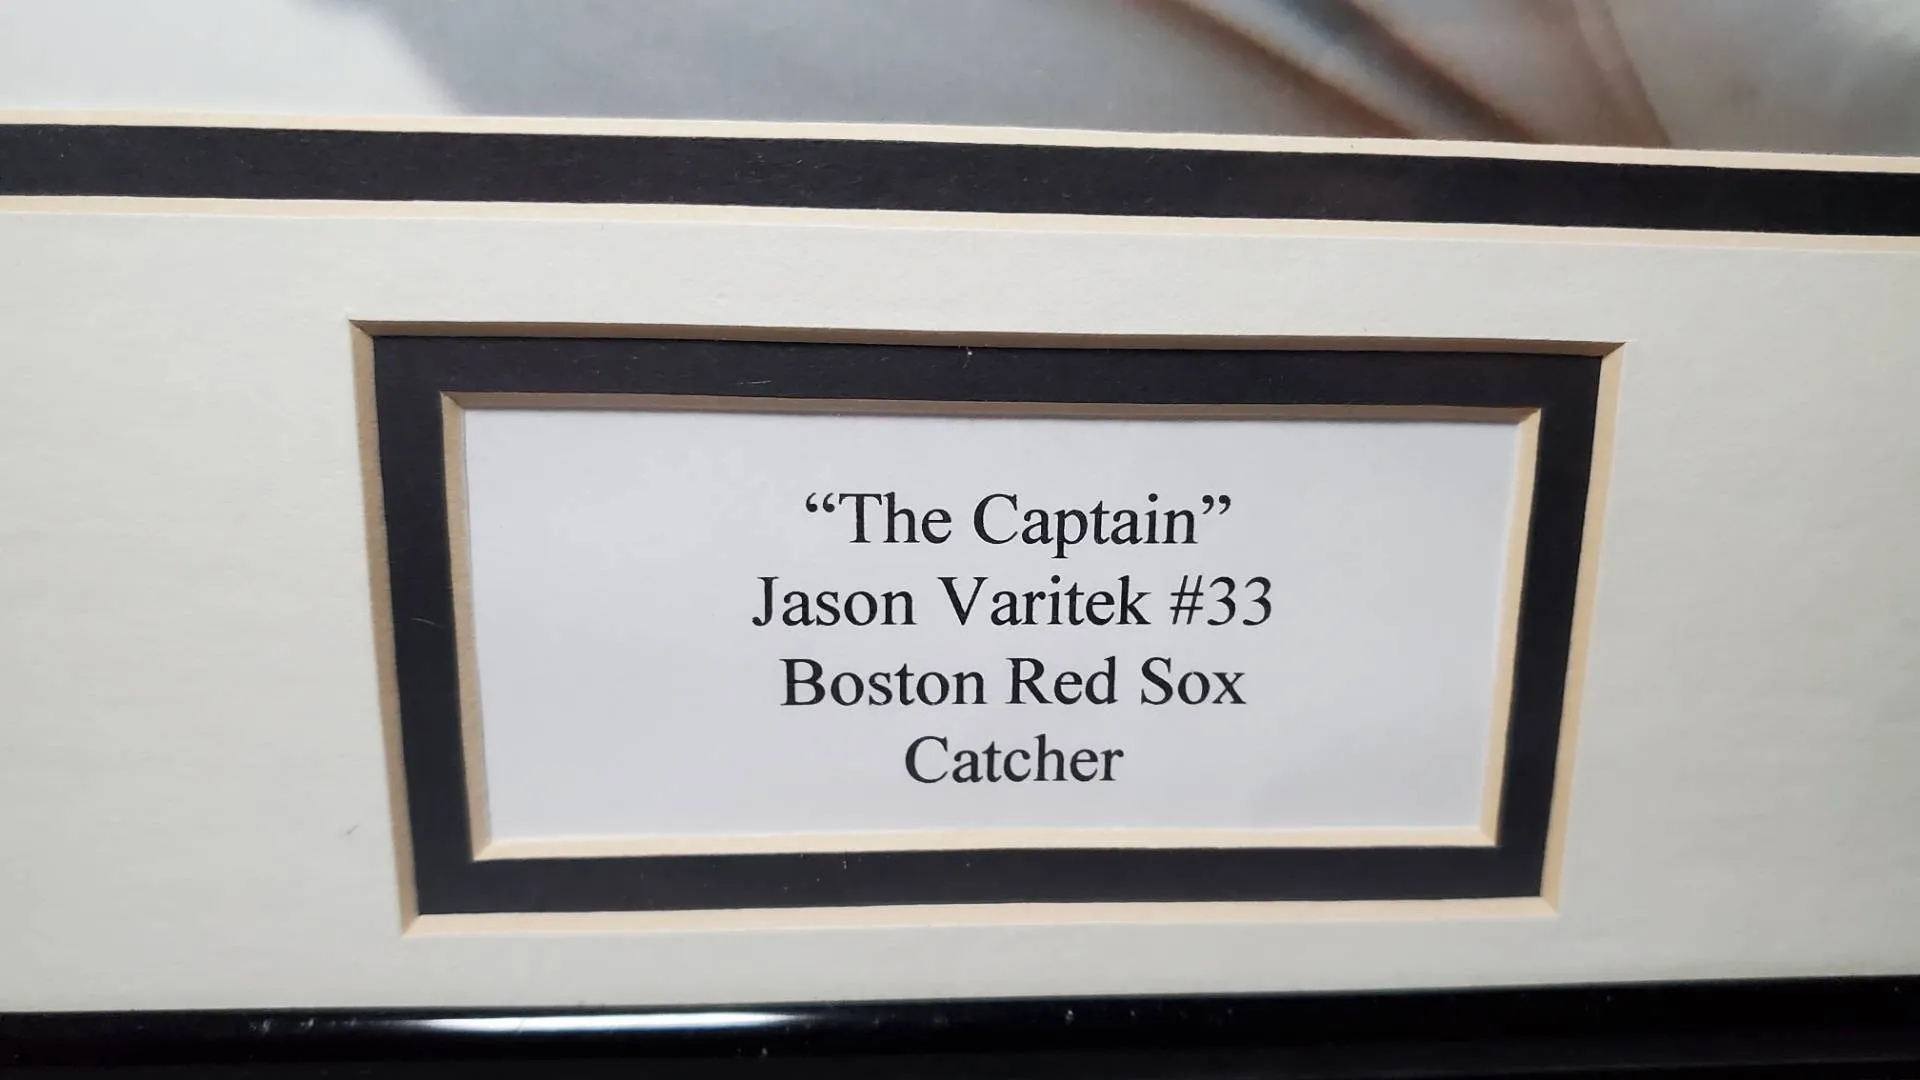 “The Captain”
Jason Varitek #33
Boston Red Sox
Catcher